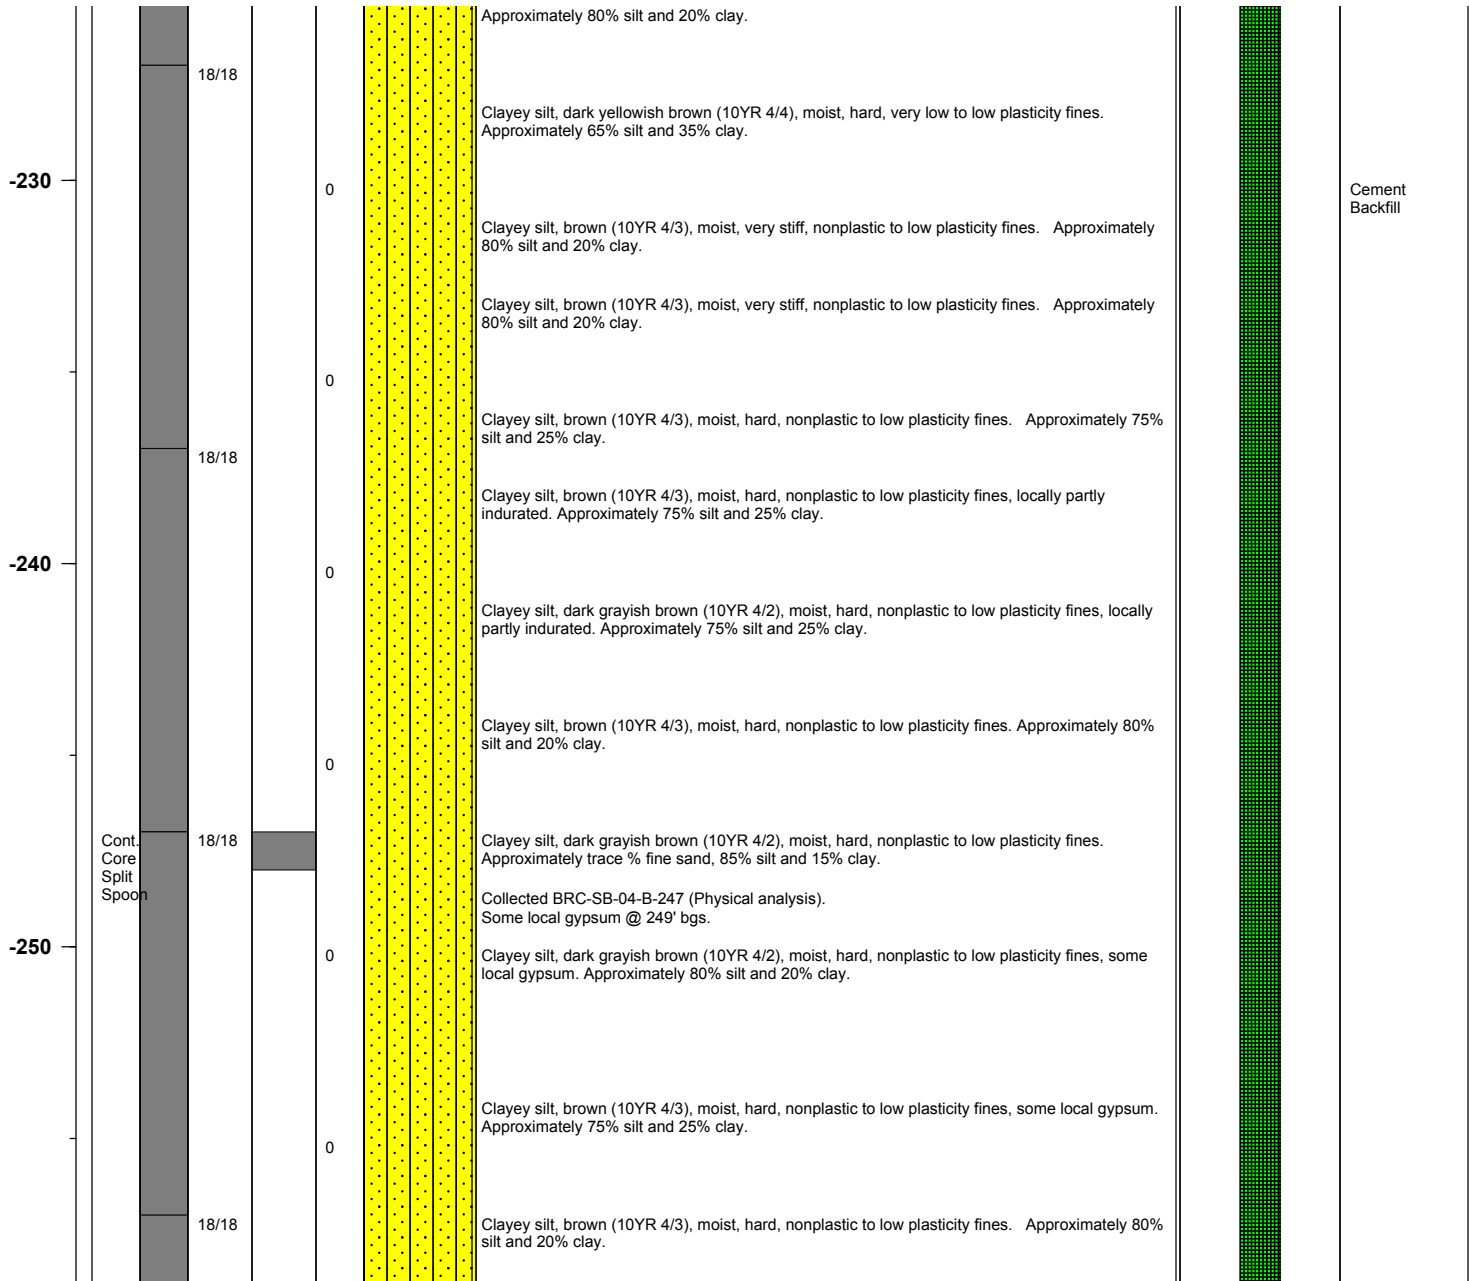 Approximately 80% silt and 20% clay.
18/18
Clayey silt, dark yellowish brown (10YR 4/4), moist, hard, very low to low plasticity fines.
Approximately 65% silt and 35% clay.
-230
0
Cement
Backfill
Clayey silt, brown (10YR 4/3), moist, very stiff, nonplastic to low plasticity fines.   Approximately
80% silt and 20% clay.
Clayey silt, brown (10YR 4/3), moist, very stiff, nonplastic to low plasticity fines.   Approximately
80% silt and 20% clay.
0
Clayey silt, brown (10YR 4/3), moist, hard, nonplastic to low plasticity fines.   Approximately 75%
silt and 25% clay.
18/18
Clayey silt, brown (10YR 4/3), moist, hard, nonplastic to low plasticity fines, locally partly
indurated. Approximately 75% silt and 25% clay.
-240
0
Clayey silt, dark grayish brown (10YR 4/2), moist, hard, nonplastic to low plasticity fines, locally
partly indurated. Approximately 75% silt and 25% clay.
Clayey silt, brown (10YR 4/3), moist, hard, nonplastic to low plasticity fines. Approximately 80%
silt and 20% clay.
0
Cont.
Core
Split
Spoon
18/18
Clayey silt, dark grayish brown (10YR 4/2), moist, hard, nonplastic to low plasticity fines.
Approximately trace % fine sand, 85% silt and 15% clay.
Collected BRC-SB-04-B-247 (Physical analysis).
Some local gypsum @ 249' bgs.
-250
0
Clayey silt, dark grayish brown (10YR 4/2), moist, hard, nonplastic to low plasticity fines, some
local gypsum. Approximately 80% silt and 20% clay.
Clayey silt, brown (10YR 4/3), moist, hard, nonplastic to low plasticity fines, some local gypsum.
Approximately 75% silt and 25% clay.
0
18/18
Clayey silt, brown (10YR 4/3), moist, hard, nonplastic to low plasticity fines.   Approximately 80%
silt and 20% clay.